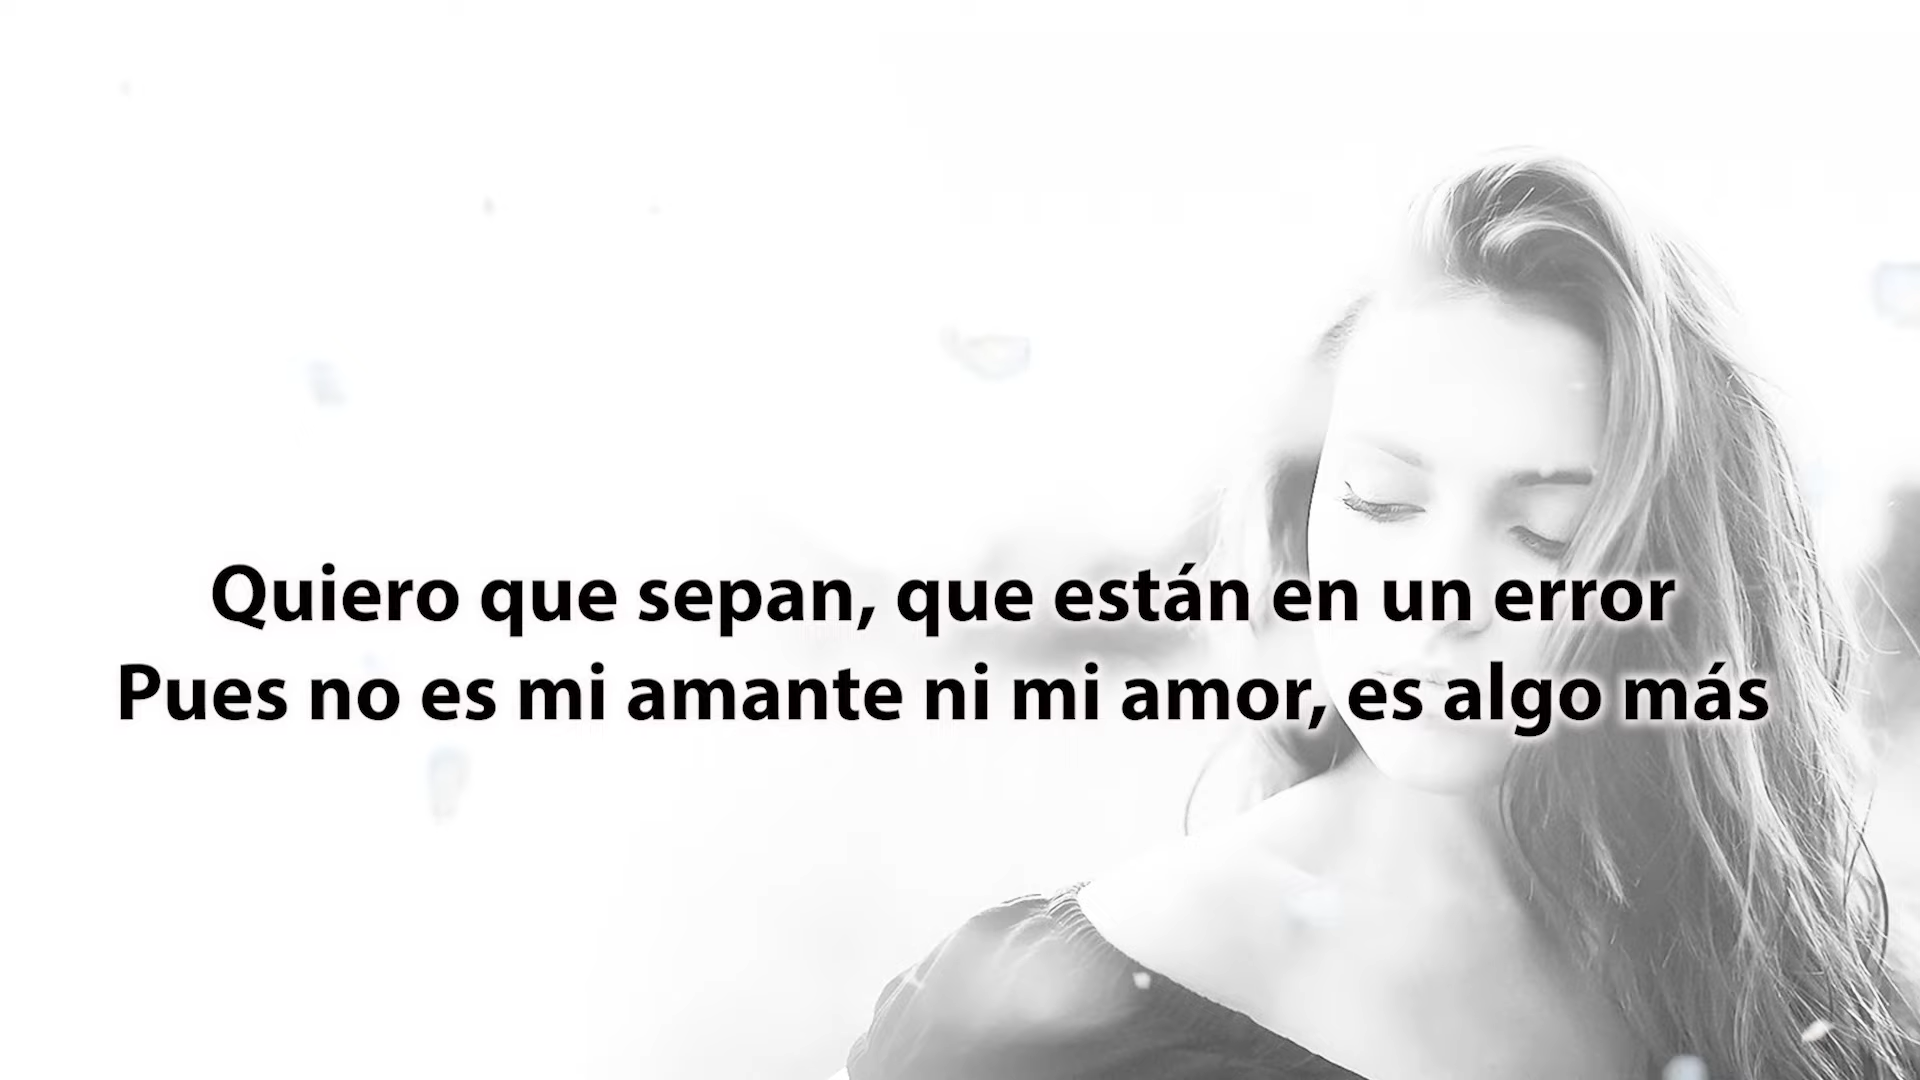 Quiero que sepan, que están en un error
Pues no es mi amante ni mi amor, es algo más